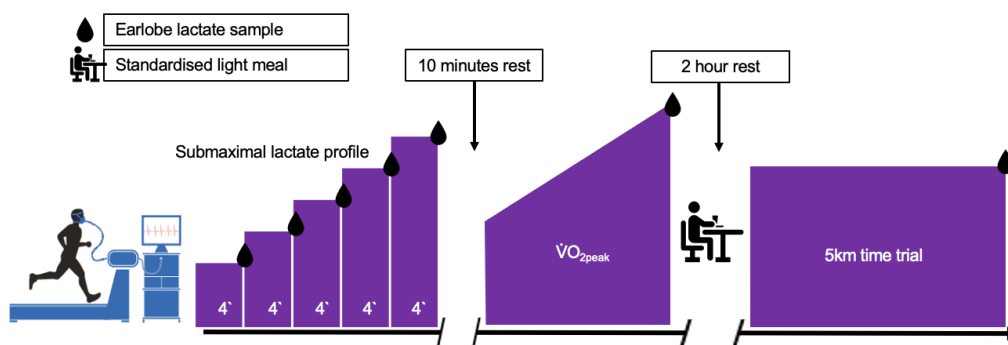 Earlobe lactate sample
Standardised light meal
10 minutes rest
2 hour rest
Submaximal lactate profile
4` 4` 4` 4` 4`
V̇O2peak
5km time trial